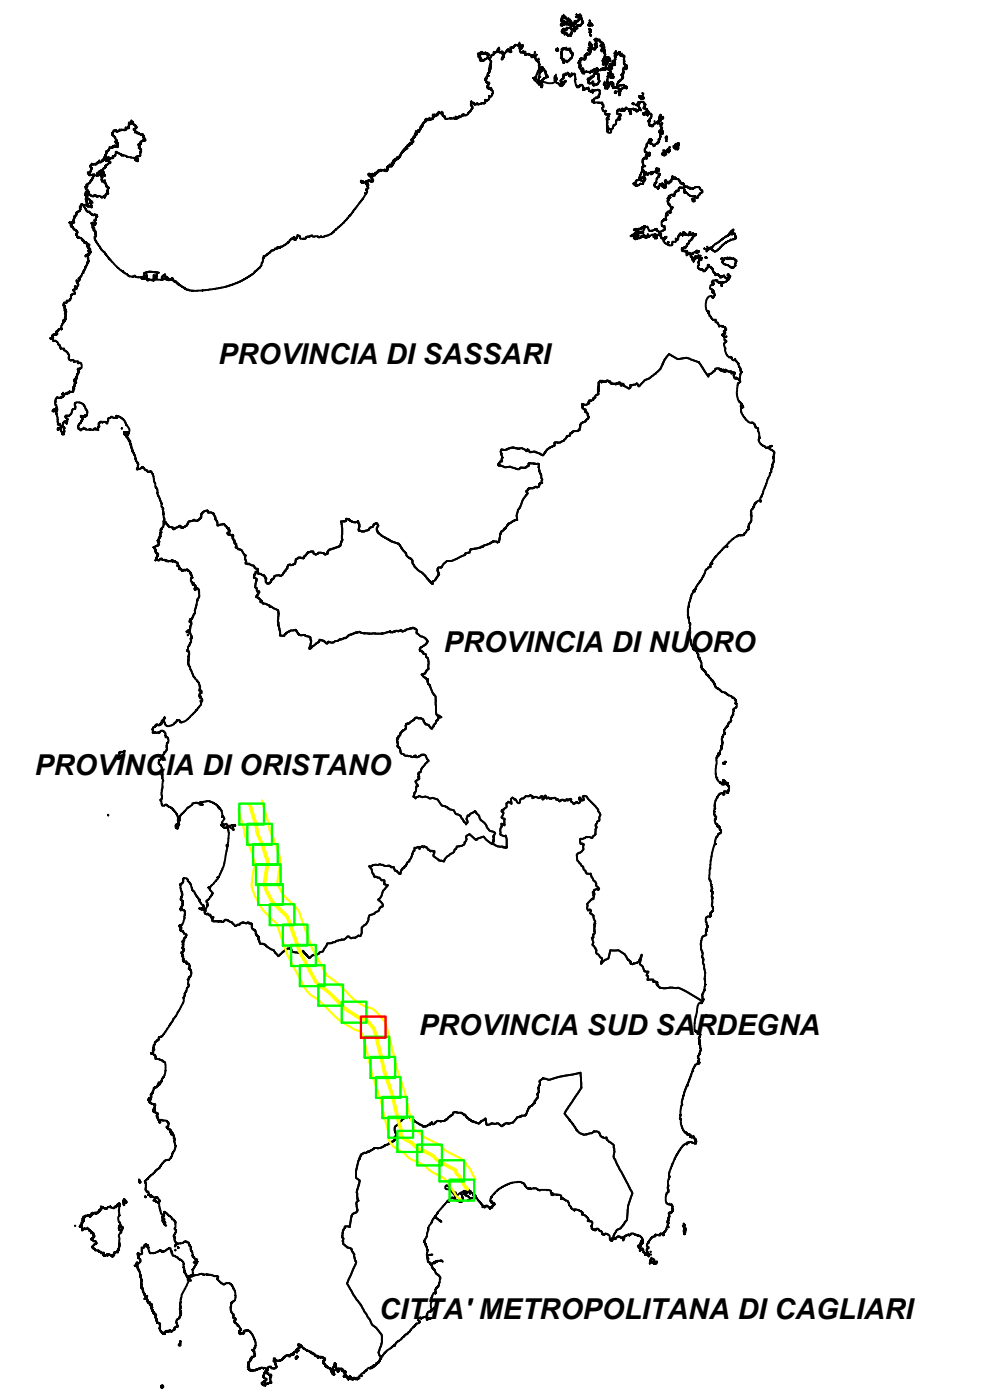 PROVINCIA DI SASSARI
PROVINCIA DI NUORO
PROVINCIA DI ORISTANO
PROVINCIA SUD SARDEGNA
CITTA' METROPOLITANA DI CAGLIARI